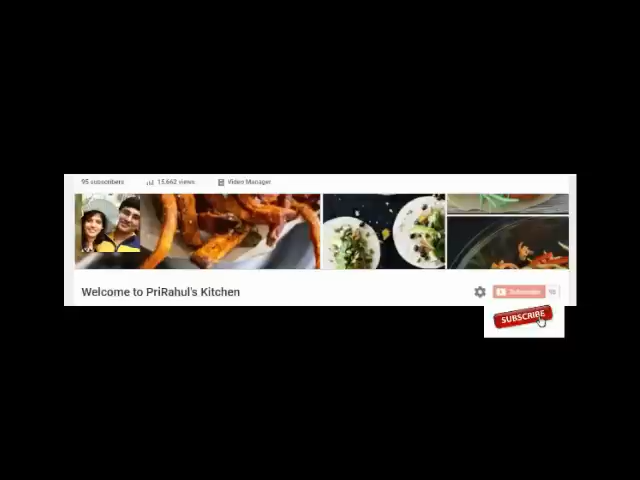 95 subscribers 15,662 views Video Manager
Welcome to PriRahul's Kitchen Subscribe
SUBSCRIBE